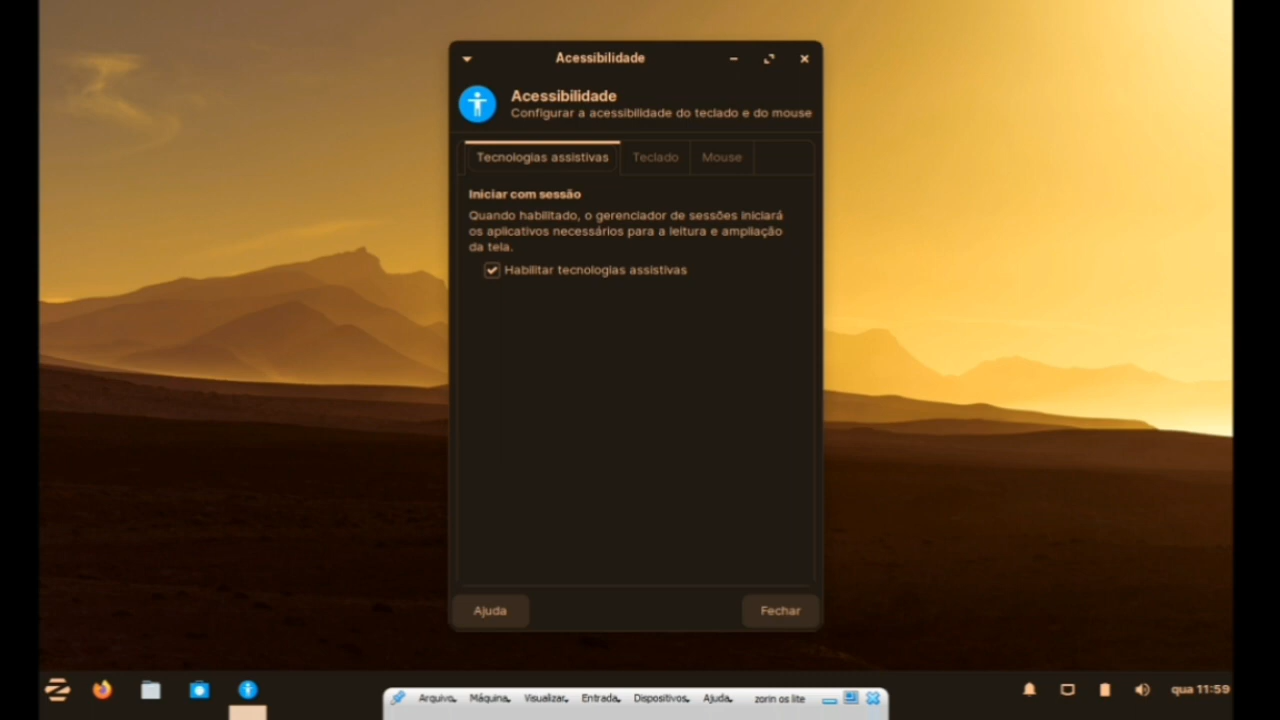 Acessibilidade
Acessibilidade
Configurar a acessibilidade do teclado e do mouse
Tecnologias assistivas Teclado Mouse
Iniciar com sessão
Quando habilitado, o gerenciador de sessões iniciará
os aplicativos necessários para a leitura e ampliação
da tela.
Habilitar tecnologias assistivas
Ajuda Fechar
qua 11:59
Arquivo Máquina Visualizar Entrada Dispositivos Ajuda zorin os lite